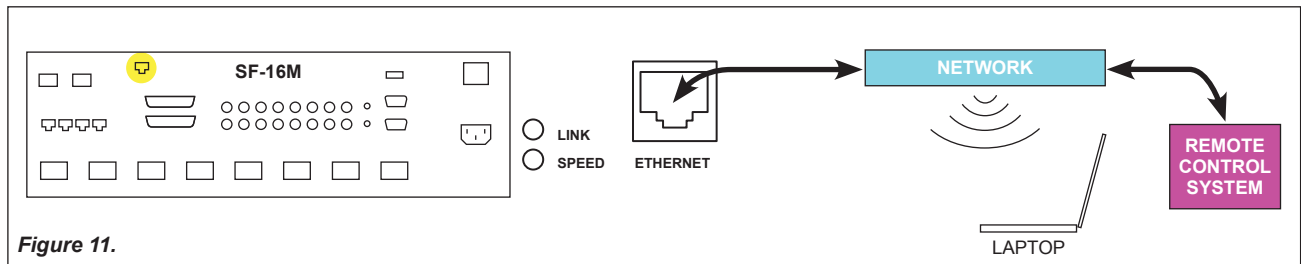 SF-16M
LINK
SPEED
ETHERNET
NETWORK
REMOTE
CONTROL
SYSTEM
LAPTOP
Figure 11.